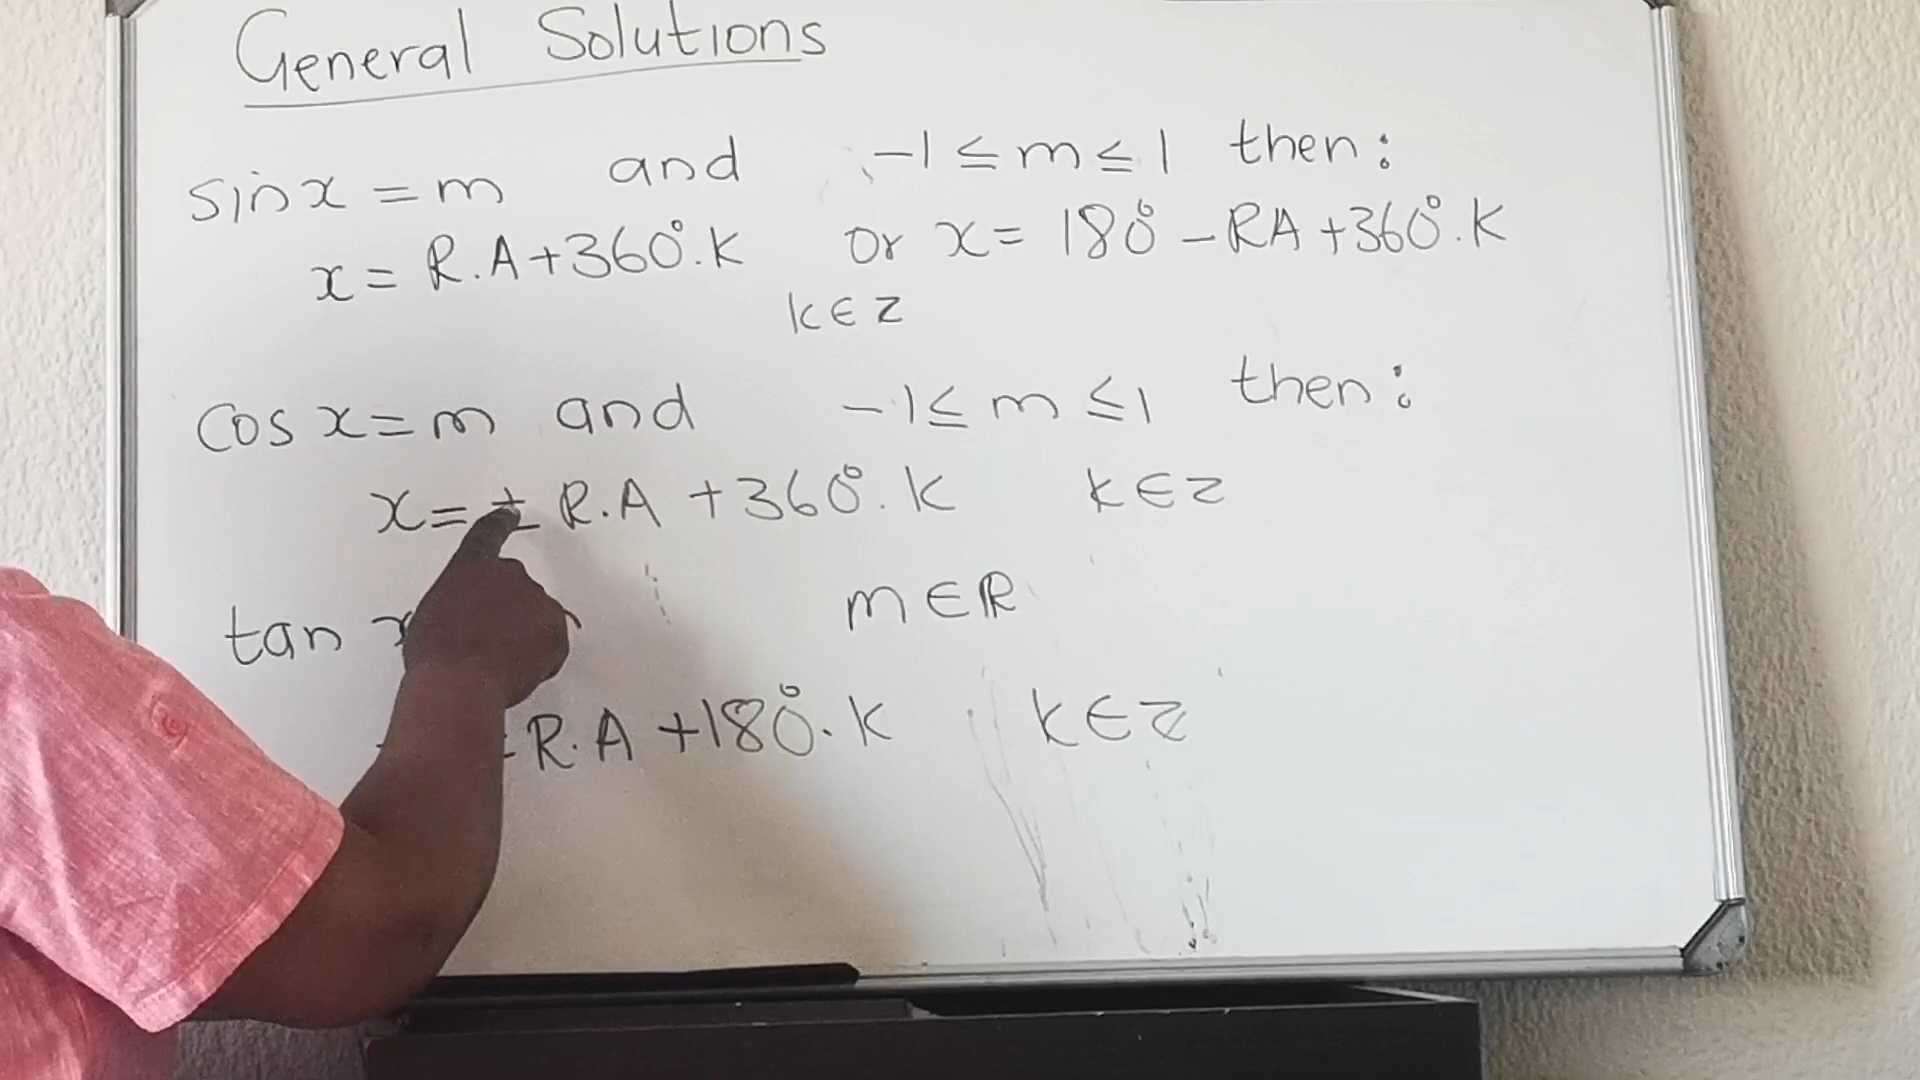 General Solutions
sinx = m and -1 ≤ m ≤ 1 then:
x = R.A+360°.K or x = 180° - RA +360°.K
k ∈ z
cos x = m and -1 ≤ m ≤ 1 then:
x = ± R.A + 360°. k k ∈ z
tan m ∈ ℝ
= R.A +180°. k k ∈ z